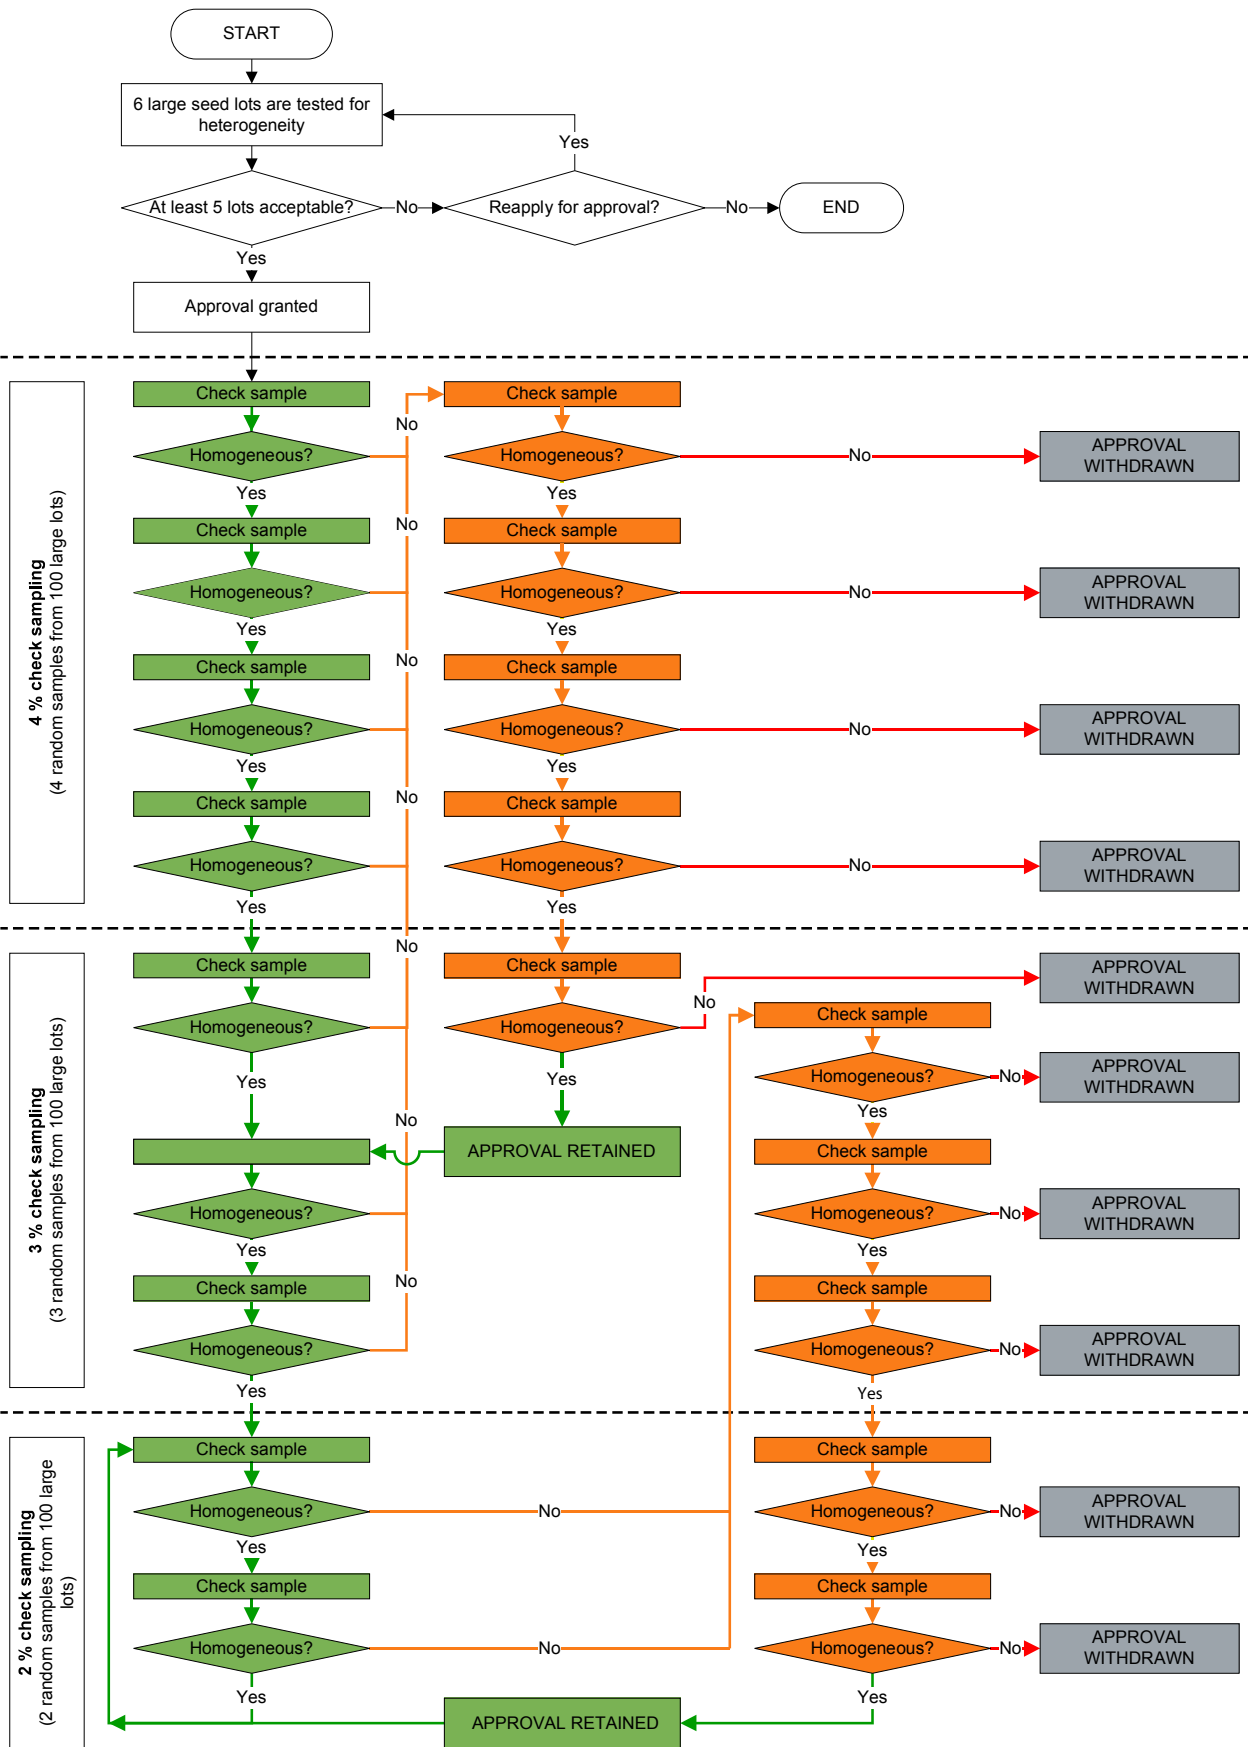 START
6 large seed lots are tested for
heterogeneity
Yes
At least 5 lots acceptable?
No
Reapply for approval?
No
END
Yes
Approval granted
4 % check sampling
(4 random samples from 100 large lots)
Check sample
Check sample
No
Homogeneous?
Homogeneous?
No
APPROVAL
WITHDRAWN
Yes
Yes
Check sample
No
Check sample
Homogeneous?
Homogeneous?
No
APPROVAL
WITHDRAWN
Yes
Yes
Check sample
No
Check sample
Homogeneous?
Homogeneous?
No
APPROVAL
WITHDRAWN
Yes
Yes
Check sample
No
Check sample
Homogeneous?
Homogeneous?
No
APPROVAL
WITHDRAWN
Yes
Yes
3 % check sampling
(3 random samples from 100 large lots)
No
Check sample
Check sample
APPROVAL
WITHDRAWN
No
Homogeneous?
Homogeneous?
Check sample
Yes
Yes
Homogeneous?
No
APPROVAL
WITHDRAWN
Yes
No
APPROVAL RETAINED
Check sample
Homogeneous?
Homogeneous?
No
APPROVAL
WITHDRAWN
Yes
Yes
Check sample
No
Check sample
Homogeneous?
Homogeneous?
No
APPROVAL
WITHDRAWN
Yes
Yes
2 % check sampling
(2 random samples from 100 large
lots)
Check sample
Check sample
Homogeneous?
No
Homogeneous?
No
APPROVAL
WITHDRAWN
Yes
Yes
Check sample
Check sample
Homogeneous?
No
Homogeneous?
No
APPROVAL
WITHDRAWN
Yes
Yes
APPROVAL RETAINED